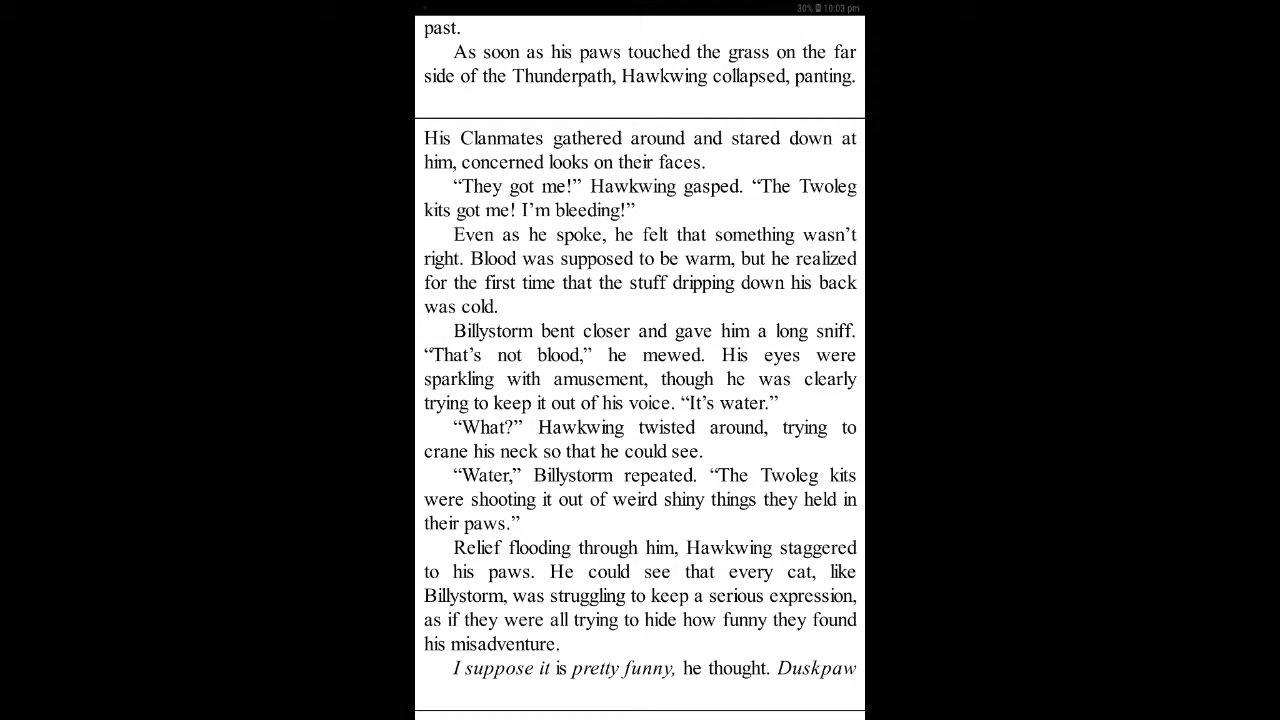 30% 10:03 pm
past.
As soon as his paws touched the grass on the far
side of the Thunderpath, Hawkwing collapsed, panting.
His Clanmates gathered around and stared down at
him, concerned looks on their faces.
“They got me!” Hawkwing gasped. “The Twoleg
kits got me! I’m bleeding!”
Even as he spoke, he felt that something wasn’t
right. Blood was supposed to be warm, but he realized
for the first time that the stuff dripping down his back
was cold.
Billystorm bent closer and gave him a long sniff.
“That’s not blood,” he mewed. His eyes were
sparkling with amusement, though he was clearly
trying to keep it out of his voice. “It’s water.”
“What?” Hawkwing twisted around, trying to
crane his neck so that he could see.
“Water,” Billystorm repeated. “The Twoleg kits
were shooting it out of weird shiny things they held in
their paws.”
Relief flooding through him, Hawkwing staggered
to his paws. He could see that every cat, like
Billystorm, was struggling to keep a serious expression,
as if they were all trying to hide how funny they found
his misadventure.
I suppose it is pretty funny, he thought. Duskpaw